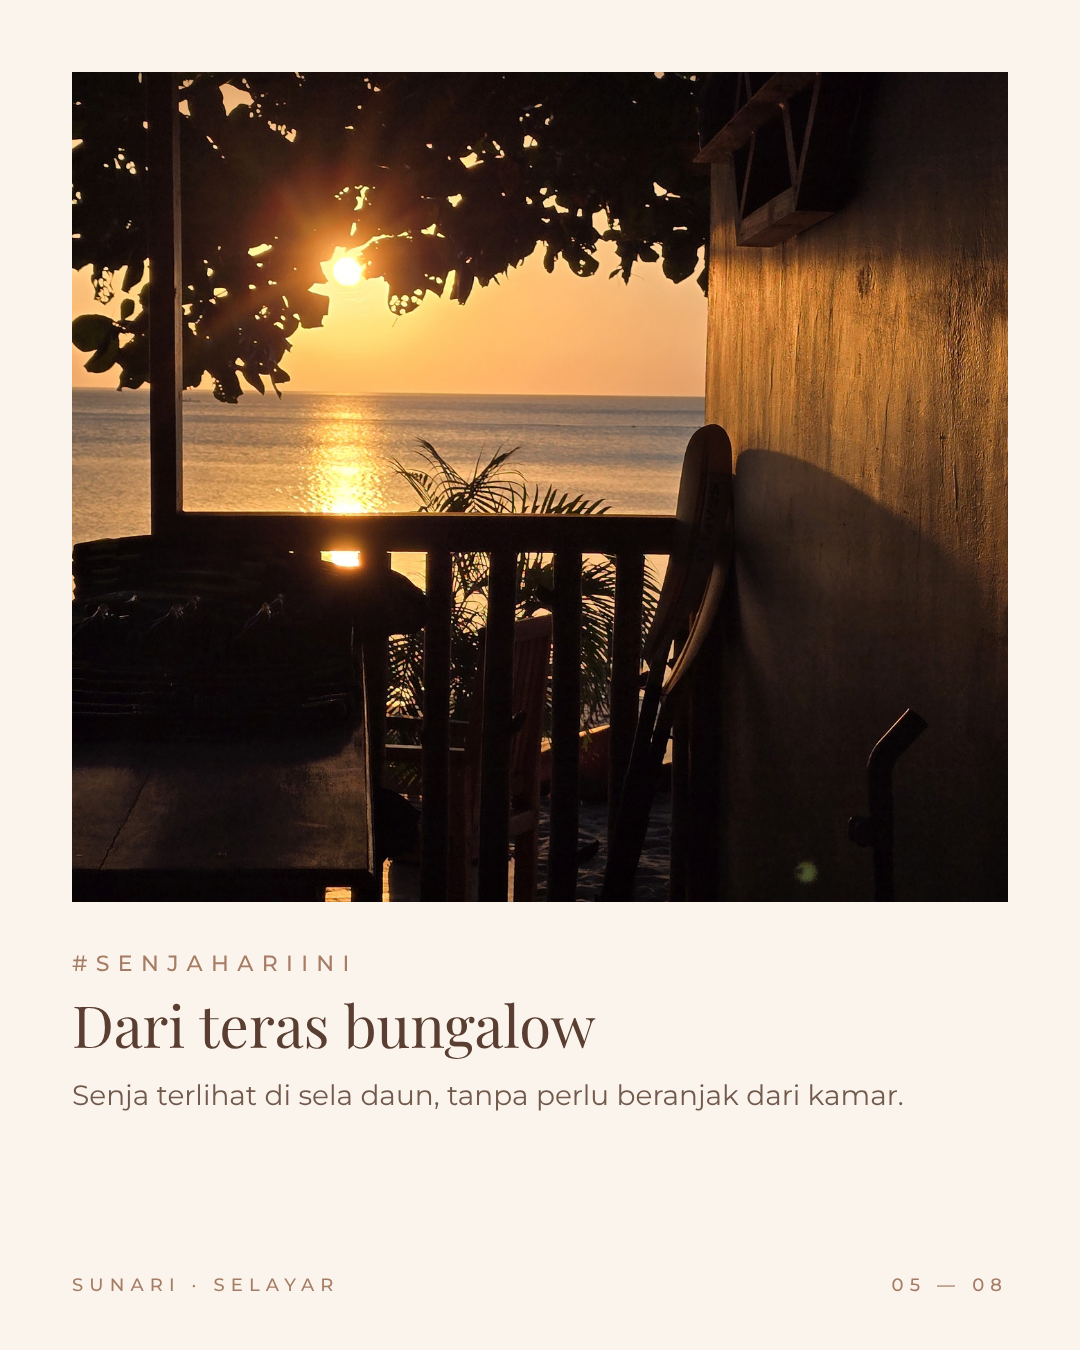 #SENJAHARIINI
Dari teras bungalow
Senja terlihat di sela daun, tanpa perlu beranjak dari kamar.
SUNARI · SELAYAR
05 — 08